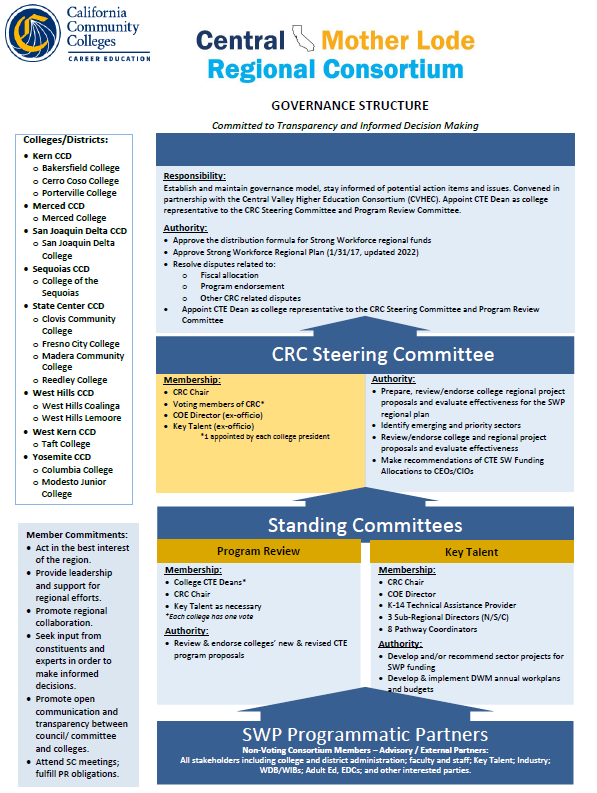 California
Community
Colleges
CAREER EDUCATION
Central Mother Lode
Regional Consortium
GOVERNANCE STRUCTURE
Committed to Transparency and Informed Decision Making
Colleges/Districts:
• Kern CCD
o Bakersfield College
o Cerro Coso College
o Porterville College
• Merced CCD
o Merced College
• San Joaquin Delta CCD
o San Joaquin Delta
College
• Sequoias CCD
o College of the
Sequoias
• State Center CCD
o Clovis Community
College
o Fresno City College
o Madera Community
College
o Reedley College
• West Hills CCD
o West Hills Coalinga
o West Hills Lemoore
• West Kern CCD
o Taft College
• Yosemite CCD
o Columbia College
o Modesto Junior
College
Member Commitments:
• Act in the best interest
of the region.
• Provide leadership
and support for
regional efforts.
• Promote regional
collaboration.
• Seek input from
constituents and
experts in order to
make informed
decisions.
• Promote open
communication and
transparency between
council/ committee
and colleges.
• Attend SC meetings;
fulfill PR obligations.
Responsibility:
Establish and maintain governance model, stay informed of potential action items and issues. Convened in
partnership with the Central Valley Higher Education Consortium (CVHEC). Appoint CTE Dean as college
representative to the CRC Steering Committee and Program Review Committee.
Authority:
• Approve the distribution formula for Strong Workforce regional funds
• Approve Strong Workforce Regional Plan (1/31/17, updated 2022)
• Resolve disputes related to:
o Fiscal allocation
o Program endorsement
o Other CRC related disputes
• Appoint CTE Dean as college representative to the CRC Steering Committee and Program Review
Committee
CRC Steering Committee
Membership:
• CRC Chair
• Voting members of CRC*
• COE Director (ex-officio)
• Key Talent (ex-officio)
*1 appointed by each college president
Authority:
• Prepare, review/endorse college regional project
proposals and evaluate effectiveness for the SWP
regional plan
• Identify emerging and priority sectors
• Review/endorse college and regional project
proposals and evaluate effectiveness
• Make recommendations of CTE SW Funding
Allocations to CEOs/CIOs
Standing Committees
Program Review
Membership:
• College CTE Deans*
• CRC Chair
• Key Talent as necessary
*Each college has one vote
Authority:
• Review & endorse colleges' new & revised CTE
program proposals
Key Talent
Membership:
• CRC Chair
• COE Director
• K-14 Technical Assistance Provider
• 3 Sub-Regional Directors (N/S/C)
• 8 Pathway Coordinators
Authority:
• Develop and/or recommend sector projects for
SWP funding
• Develop & implement DWM annual workplans
and budgets
SWP Programmatic Partners
Non-Voting Consortium Members – Advisory / External Partners:
All stakeholders including college and district administration; faculty and staff; Key Talent; Industry;
WDB/WIBs; Adult Ed, EDCs; and other interested parties.